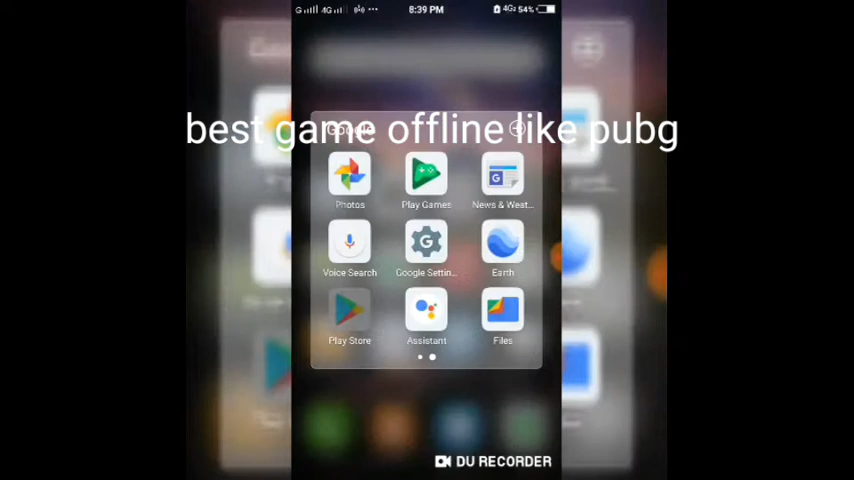 8:39 PM
4G 54%
best game offline like pubg
Google
Photos
Play Games
News & Weat...
Voice Search
Google Settin...
Earth
Play Store
Assistant
Files
DU RECORDER